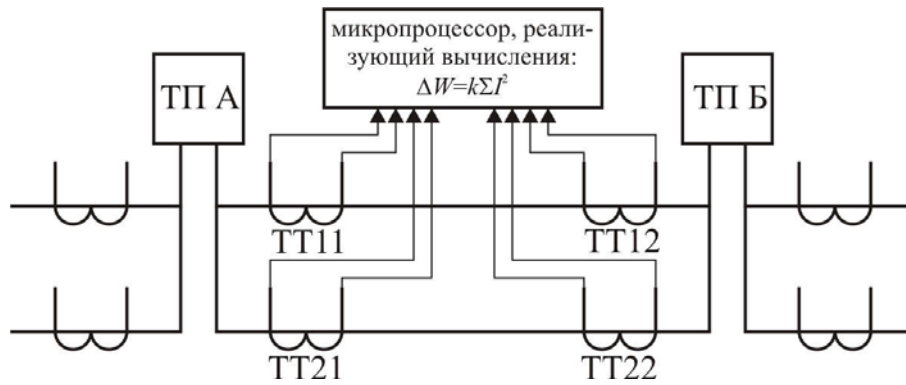 микропроцессор, реали-
зующий вычисления:
ΔW=kΣI²
ТП А
ТП Б
ТТ11
ТТ12
ТТ21
ТТ22